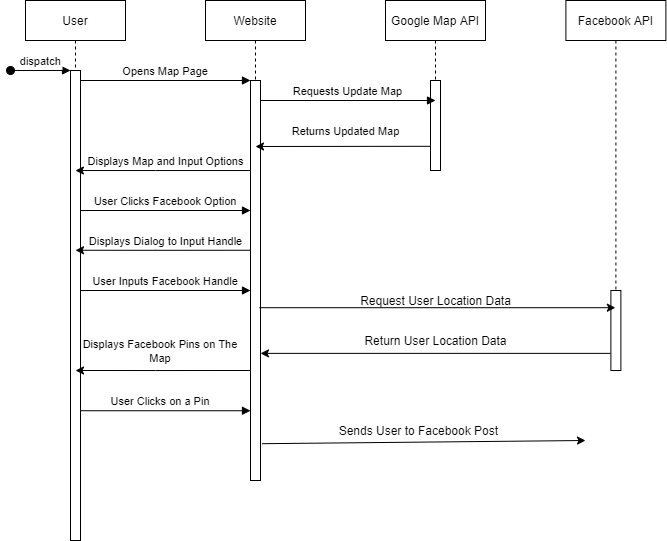 User
Website
Google Map API
Facebook API
dispatch
Opens Map Page
Requests Update Map
Returns Updated Map
Displays Map and Input Options
User Clicks Facebook Option
Displays Dialog to Input Handle
User Inputs Facebook Handle
Request User Location Data
Return User Location Data
Displays Facebook Pins on The
Map
User Clicks on a Pin
Sends User to Facebook Post